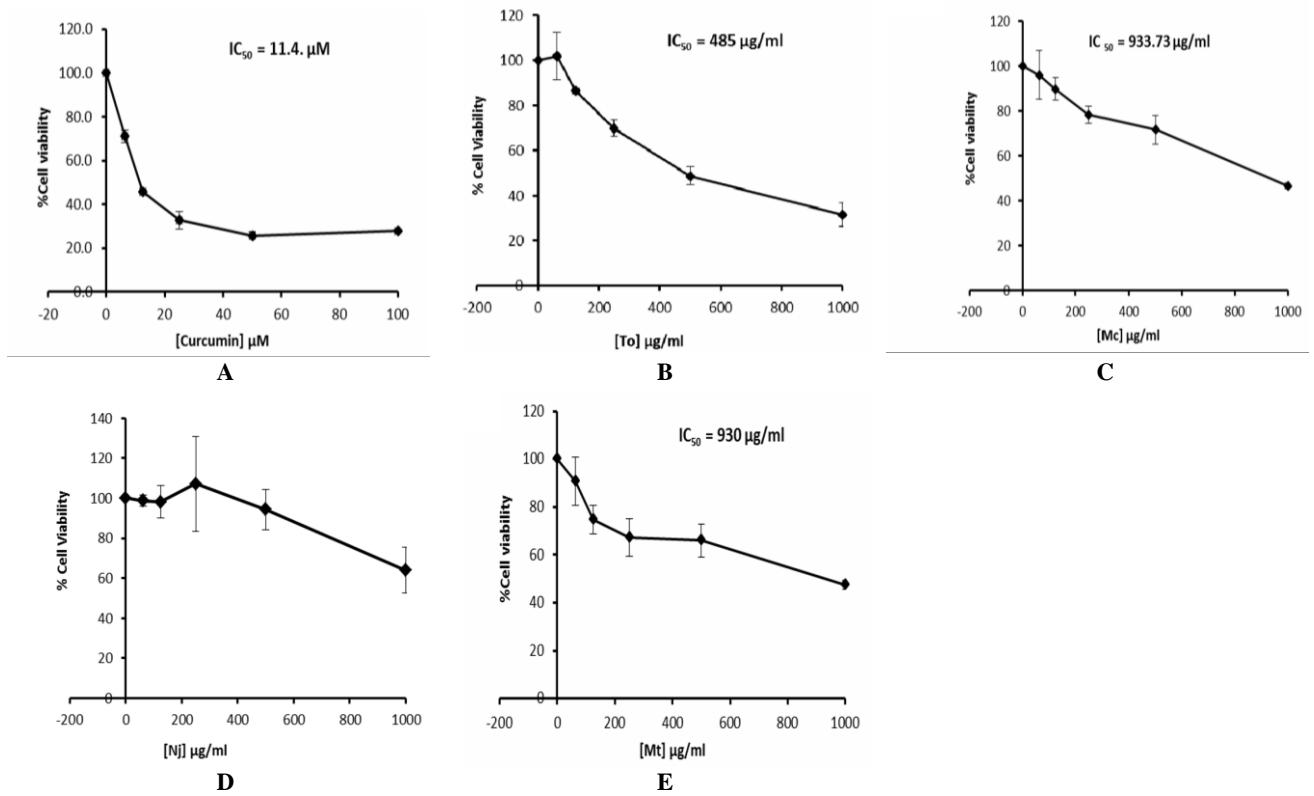 120.0
100.0
80.0
60.0
40.0
20.0
0.0
-20 0 20 40 60 80 100
%Cell viability
IC50 = 11.4. µM
[Curcumin] µM
A
120
100
80
60
40
20
0
-200 0 200 400 600 800 1000
% Cell Viability
IC50 = 485 µg/ml
[To] µg/ml
B
120
100
80
60
40
20
0
-200 0 200 400 600 800 1000
%Cell viability
IC 50 = 933.73 µg/ml
[Mc] µg/ml
C
140
120
100
80
60
40
20
0
-200 0 200 400 600 800 1000
% Cell Viability
[Nj] µg/ml
D
120
100
80
60
40
20
0
-200 0 200 400 600 800 1000
%Cell viability
IC50 = 930 µg/ml
[Mt] µg/ml
E